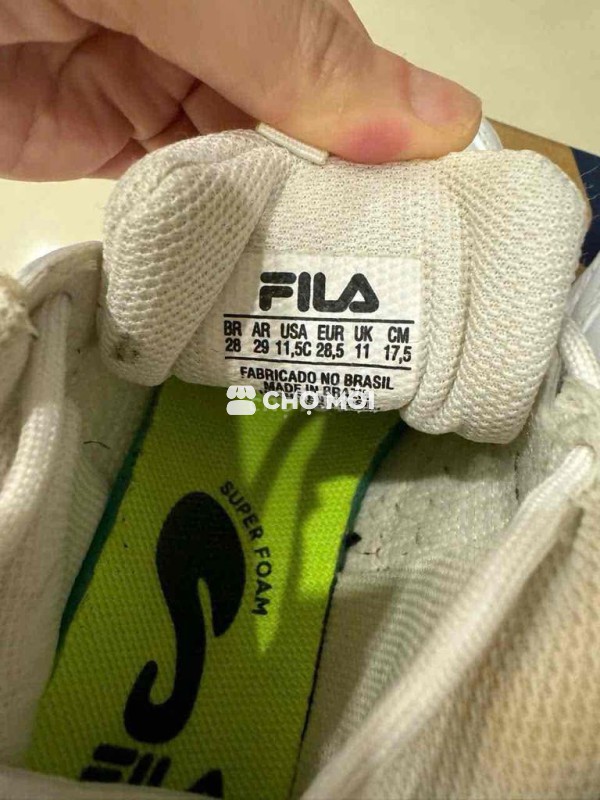 FILA
BR AR USA EUR UK CM
28 29 11,5C 28,5 11 17,5
FABRICADO NO BRASIL
MADE IN BRAZIL
CHỢ MỚI
SUPER FOAM
FILA